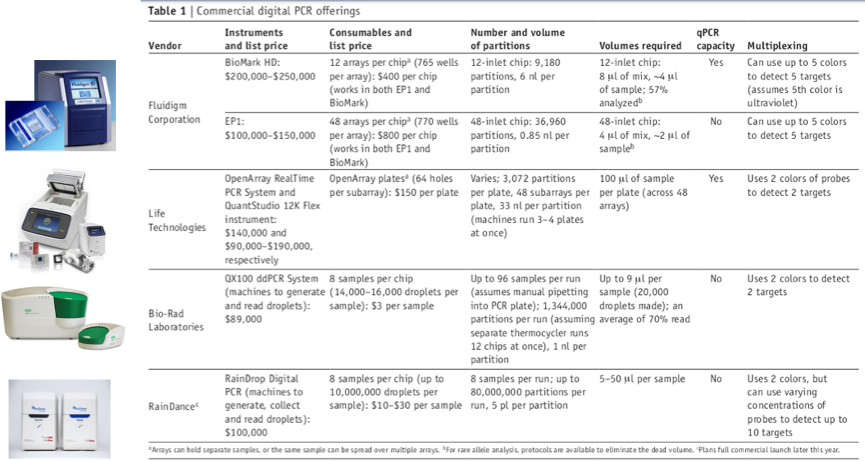 Table 1 | Commercial digital PCR offerings
Vendor
Instruments
and list price
Consumables and
list price
Number and volume
of partitions
Volumes required
qPCR
capacity
Multiplexing
Fluidigm
Corporation
BioMark HD:
$200,000–$250,000
12 arrays per chipa (765 wells
per array): $400 per chip
(works in both EP1 and
BioMark)
12-inlet chip: 9,180
partitions, 6 nl per
partition
12-inlet chip:
8 µl of mix, ~4 µl
of sample; 57%
analyzedb
Yes
Can use up to 5 colors
to detect 5 targets
(assumes 5th color is
ultraviolet)
EP1:
$100,000–$150,000
48 arrays per chipa (770 wells
per array): $800 per chip
(works in both EP1 and
BioMark)
48-inlet chip: 36,960
partitions, 0.85 nl per
partition
48-inlet chip:
4 µl of mix, ~2 µl of
sampleb
No
Can use up to 5 colors
to detect 5 targets
Life
Technologies
OpenArray RealTime
PCR System and
QuantStudio 12K Flex
instrument:
$140,000 and
$90,000–$190,000,
respectively
OpenArray platesa (64 holes
per subarray): $150 per plate
Varies; 3,072 partitions
per plate, 48 subarrays per
plate, 33 nl per partition
(machines run 3–4 plates
at once)
100 µl of sample
per plate (across 48
arrays)
Yes
Uses 2 colors of probes
to detect 2 targets
Bio-Rad
Laboratories
QX100 ddPCR System
(machines to generate
and read droplets):
$89,000
8 samples per chip
(14,000–16,000 droplets per
sample): $3 per sample
Up to 96 samples per run
(assumes manual pipetting
into PCR plate); 1,344,000
partitions per run (assuming
separate thermocycler runs
12 chips at once), 1 nl per
partition
Up to 9 µl per
sample (20,000
droplets made); an
average of 70% read
No
Uses 2 colors to detect
2 targets
RainDancec
RainDrop Digital
PCR (machines to
generate, collect
and read droplets):
$100,000
8 samples per chip (up to
10,000,000 droplets per
sample): $10–$30 per sample
8 samples per run; up to
80,000,000 partitions per
run, 5 pl per partition
5–50 µl per sample
No
Uses 2 colors, but
can use varying
concentrations of
probes to detect up to
10 targets
aArrays can hold separate samples, or the same sample can be spread over multiple arrays. bFor rare allele analysis, protocols are available to eliminate the dead volume. cPlans full commercial launch later this year.